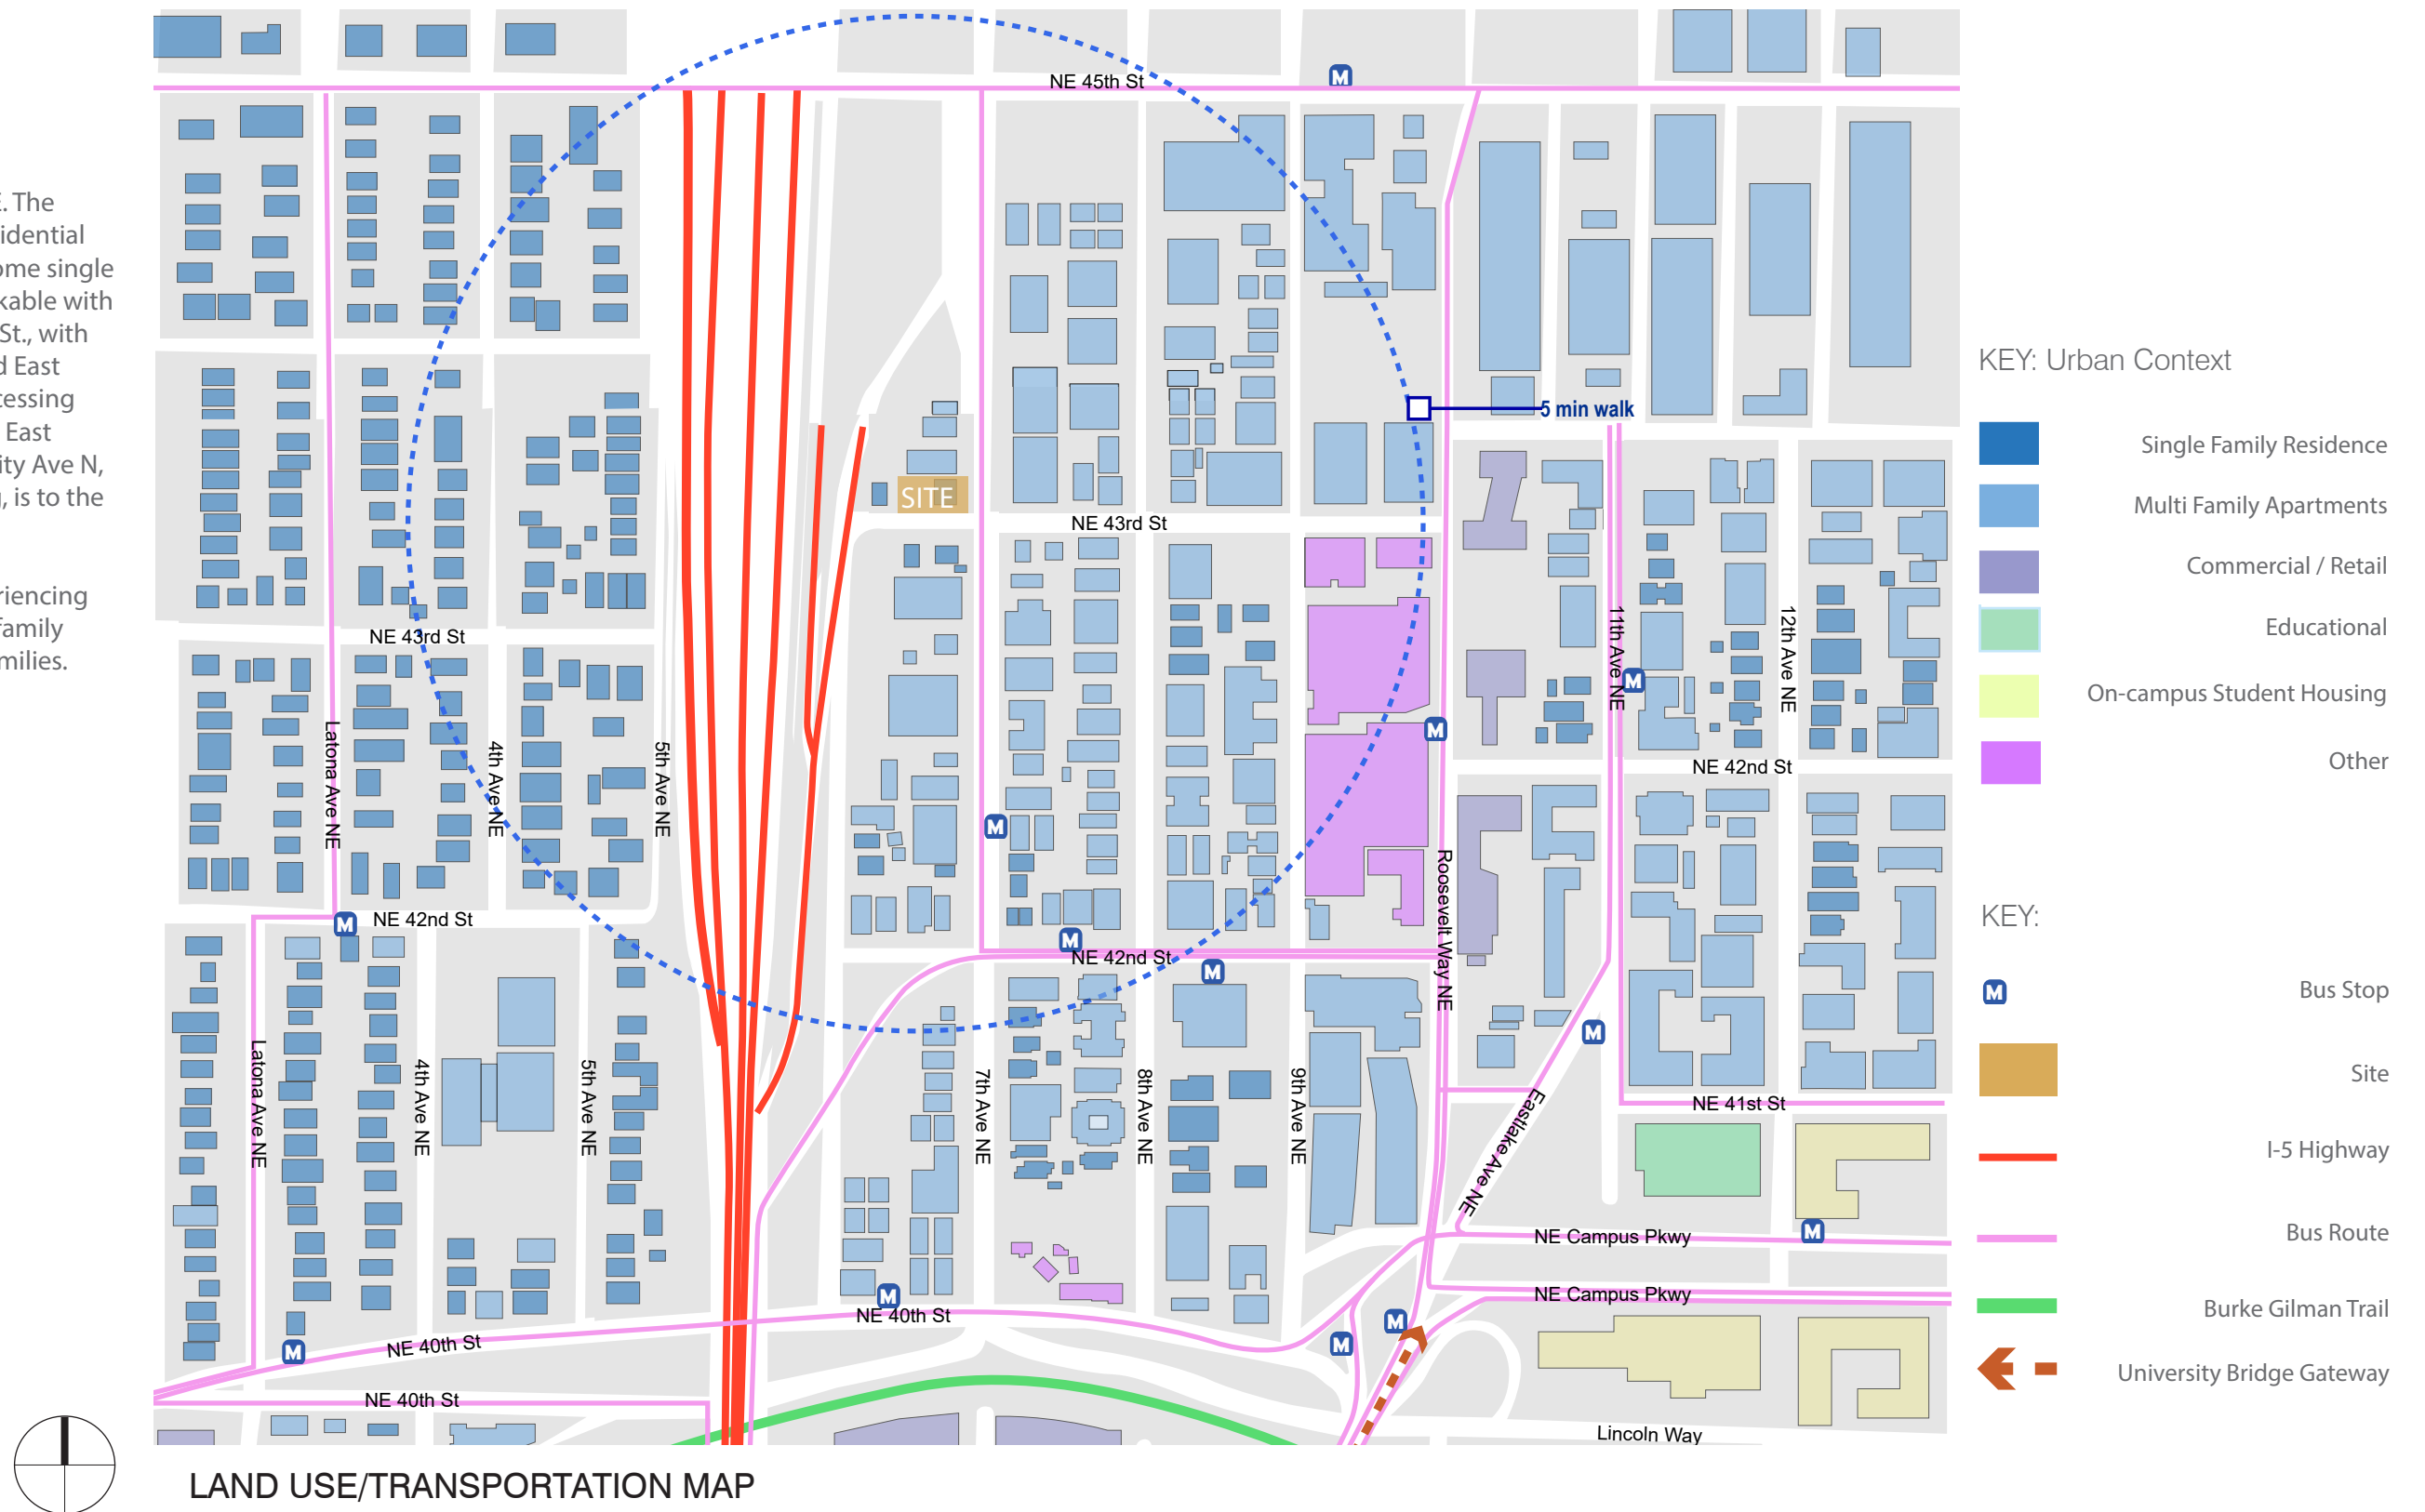 E. The
idential
ome single
kable with
St., with
d East
cessing
East
ity Ave N,
, is to the
riencing
family
milies.
NE 45th St
5 min walk
SITE
NE 43rd St
NE 43rd St
11th Ave NE
12th Ave NE
M
M
M
Latona Ave NE
4th Ave NE
5th Ave NE
NE 42nd St
M
Roosevelt Way NE
M
NE 42nd St
M
NE 42nd St
M
M
Latona Ave NE
4th Ave NE
5th Ave NE
7th Ave NE
8th Ave NE
9th Ave NE
Eastlake Ave NE
NE 41st St
M
NE Campus Pkwy
NE Campus Pkwy
M
NE 40th St
M
M
M
NE 40th St
NE 40th St
Lincoln Way
LAND USE/TRANSPORTATION MAP
KEY: Urban Context
Single Family Residence
Multi Family Apartments
Commercial / Retail
Educational
On-campus Student Housing
Other
KEY:
M
Bus Stop
Site
I-5 Highway
Bus Route
Burke Gilman Trail
University Bridge Gateway